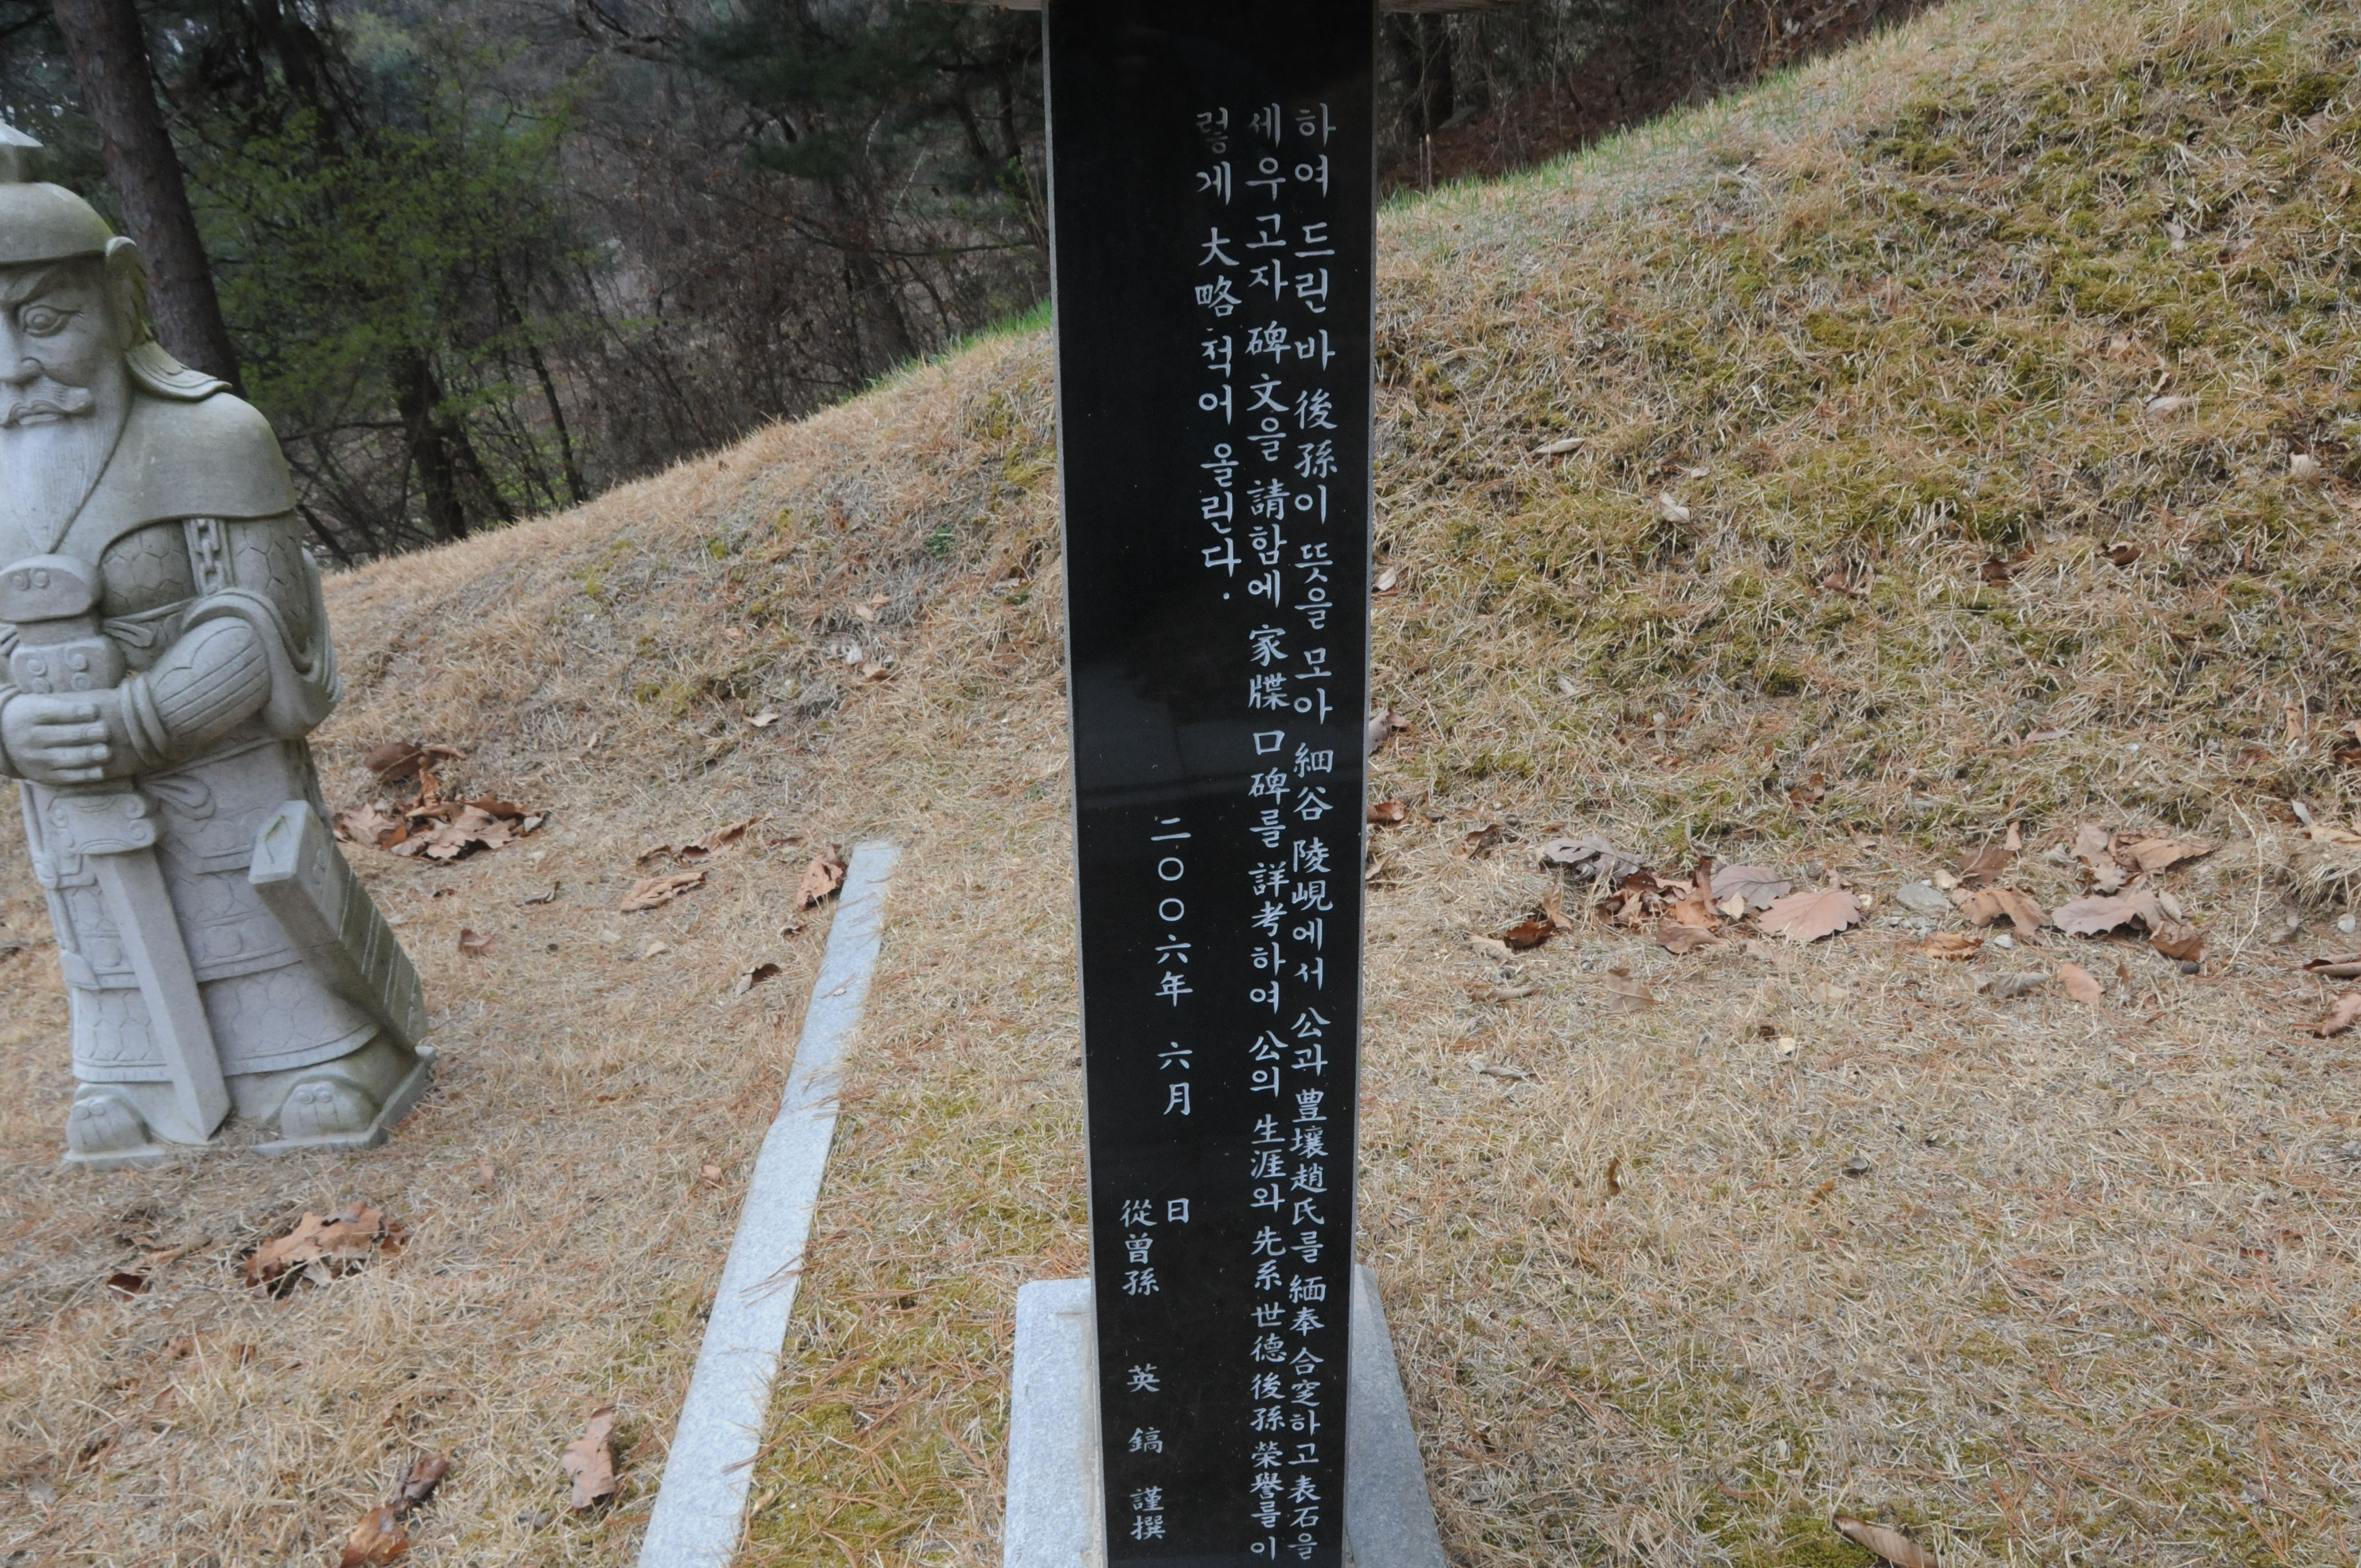 하여 드린바 後孫이 뜻을 모아 細谷 陵峴에서 公과 豊壤趙氏를 緬奉合窆하고 表石을
세우고자 碑文을 請함에 家牒 口碑를 詳考하여 公의 生涯와 先系世德後孫榮譽를 이
렇게 大略적어 올린다.
二〇〇六年 六月 日
從曾孫 英 鎬 謹撰